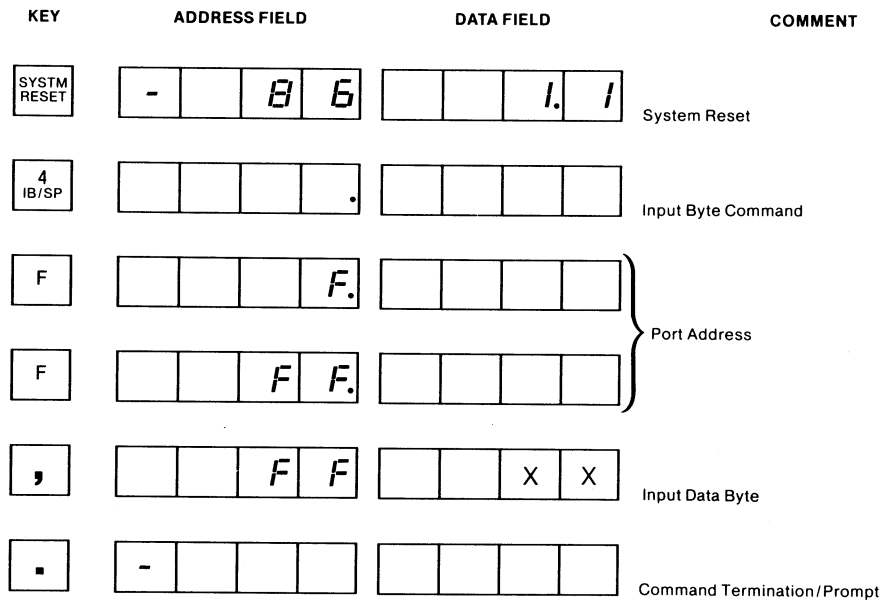 KEY ADDRESS FIELD DATA FIELD COMMENT
SYSTM
RESET
- 8 6 1. 1
System Reset
4
IB/SP
.
Input Byte Command
F
F.
F
F F.
Port Address
,
F F X X
Input Data Byte
.
-
Command Termination/Prompt